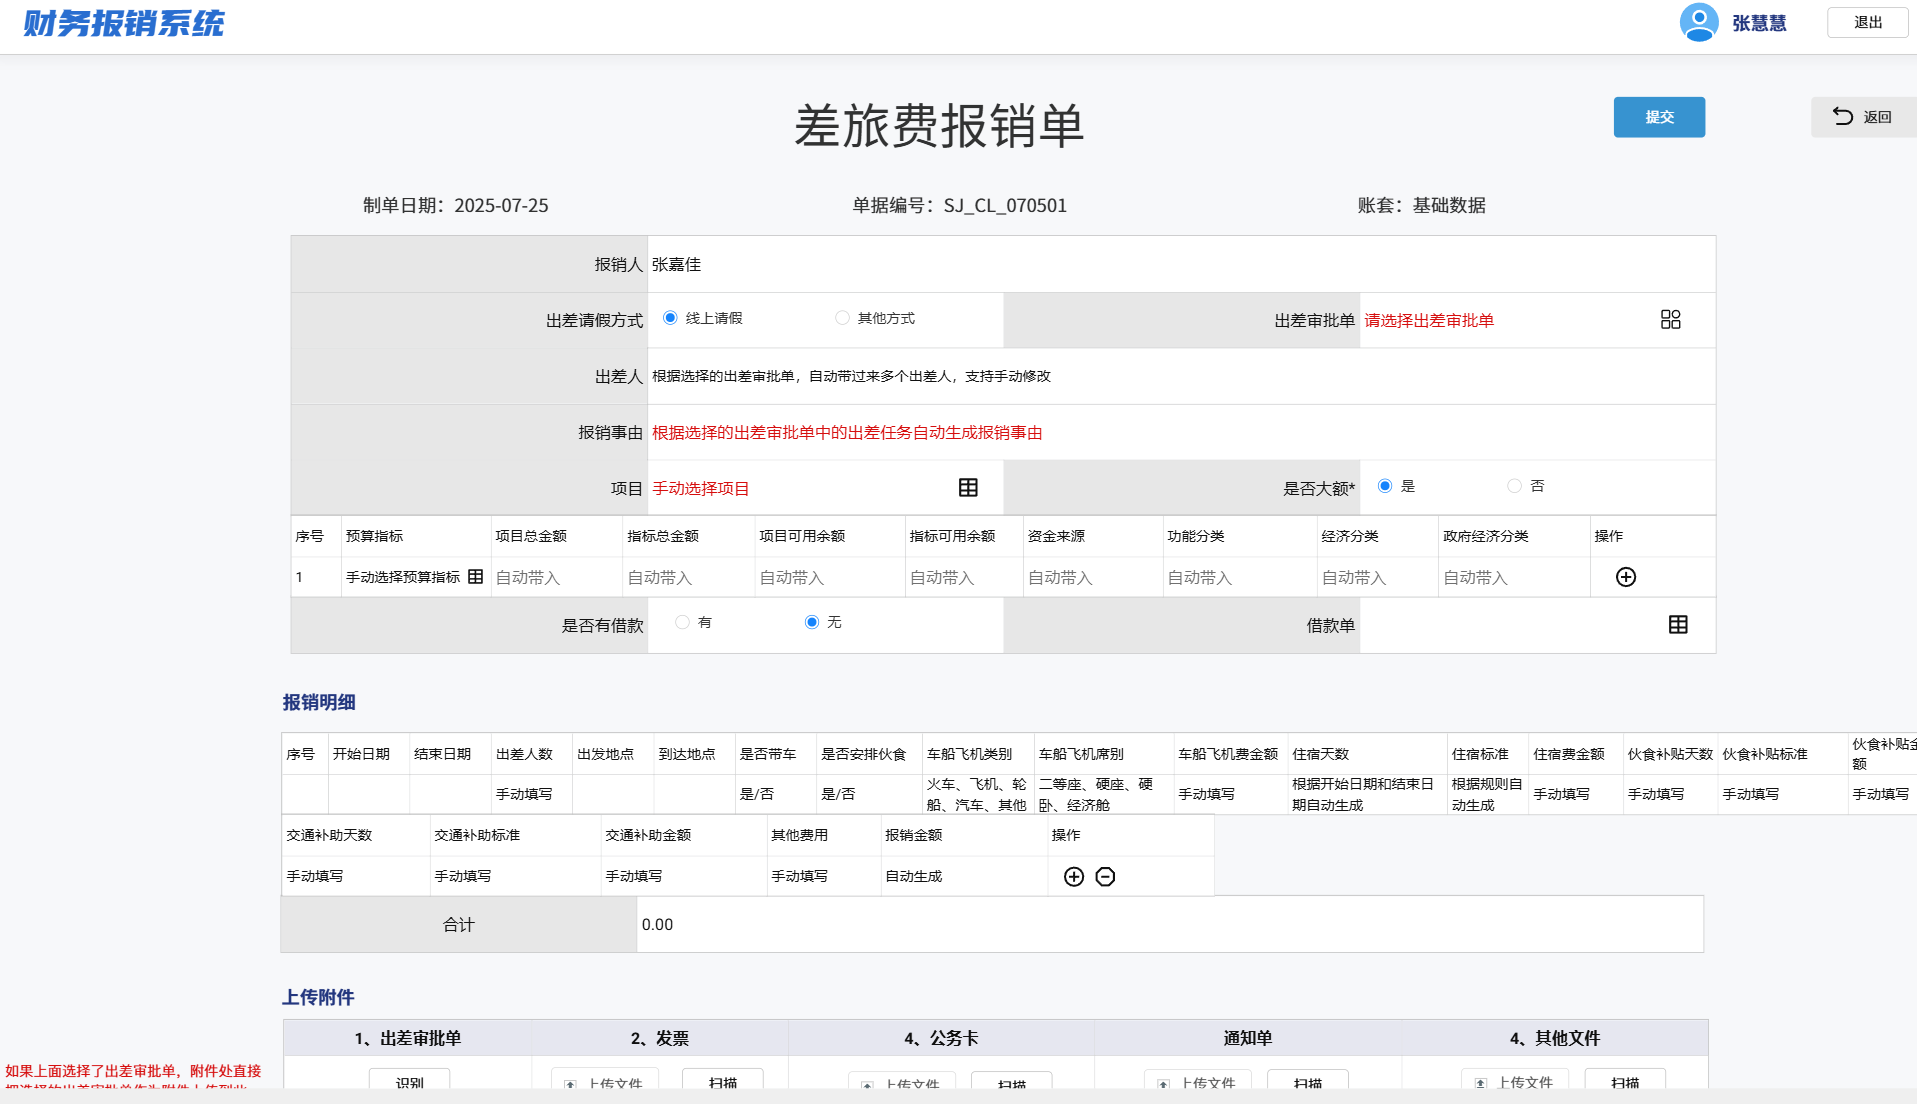 财务报销系统
张慧慧
退出
差旅费报销单
提交
返回
制单日期：2025-07-25
单据编号：SJ_CL_070501
账套：基础数据
报销人 张嘉佳
出差请假方式 线上请假 其他方式 出差审批单 请选择出差审批单
出差人 根据选择的出差审批单，自动带过来多个出差人，支持手动修改
报销事由 根据选择的出差审批单中的出差任务自动生成报销事由
项目 手动选择项目 是否大额* 是 否
序号 预算指标 项目总金额 指标总金额 项目可用余额 指标可用余额 资金来源 功能分类 经济分类 政府经济分类 操作
1 手动选择预算指标 自动带入 自动带入 自动带入 自动带入 自动带入 自动带入 自动带入 自动带入
是否有借款 有 无 借款单
报销明细
序号 开始日期 结束日期 出差人数 出发地点 到达地点 是否带车 是否安排伙食 车船飞机类别 车船飞机席别 车船飞机费金额 住宿天数 住宿标准 住宿费金额 伙食补贴天数 伙食补贴标准 伙食补贴金
额
手动填写 是/否 是/否 火车、飞机、轮 二等座、硬座、硬 手动填写 根据开始日期和结束日 根据规则自 手动填写 手动填写 手动填写 手动填写
船、汽车、其他 卧、经济舱 期自动生成 动生成
交通补助天数 交通补助标准 交通补助金额 其他费用 报销金额 操作
手动填写 手动填写 手动填写 手动填写 自动生成
合计 0.00
上传附件
1、出差审批单 2、发票 4、公务卡 通知单 4、其他文件
识别 上传文件 扫描 上传文件 扫描 上传文件 扫描 上传文件 扫描
如果上面选择了出差审批单，附件处直接